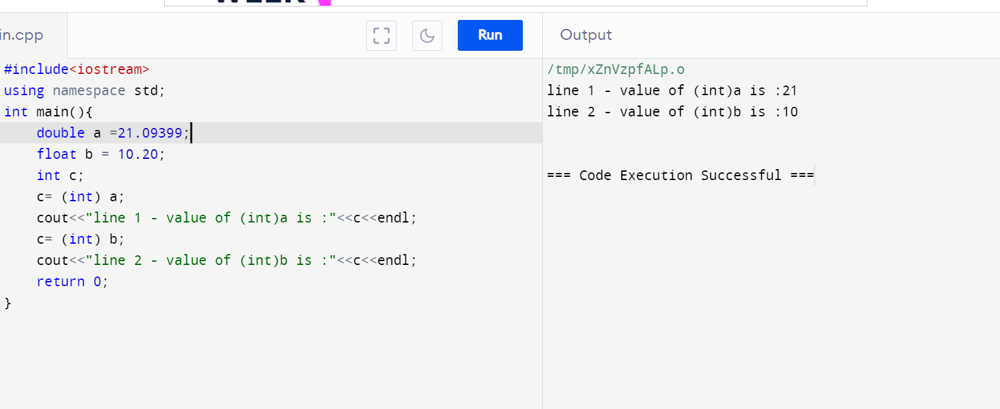 in.cpp
Run
Output
#include<iostream>
using namespace std;
int main(){
    double a =21.09399;
    float b = 10.20;
    int c;
    c= (int) a;
    cout<<"line 1 - value of (int)a is :"<<c<<endl;
    c= (int) b;
    cout<<"line 2 - value of (int)b is :"<<c<<endl;
    return 0;
}
/tmp/xZnVzpfALp.o
line 1 - value of (int)a is :21
line 2 - value of (int)b is :10
=== Code Execution Successful ===